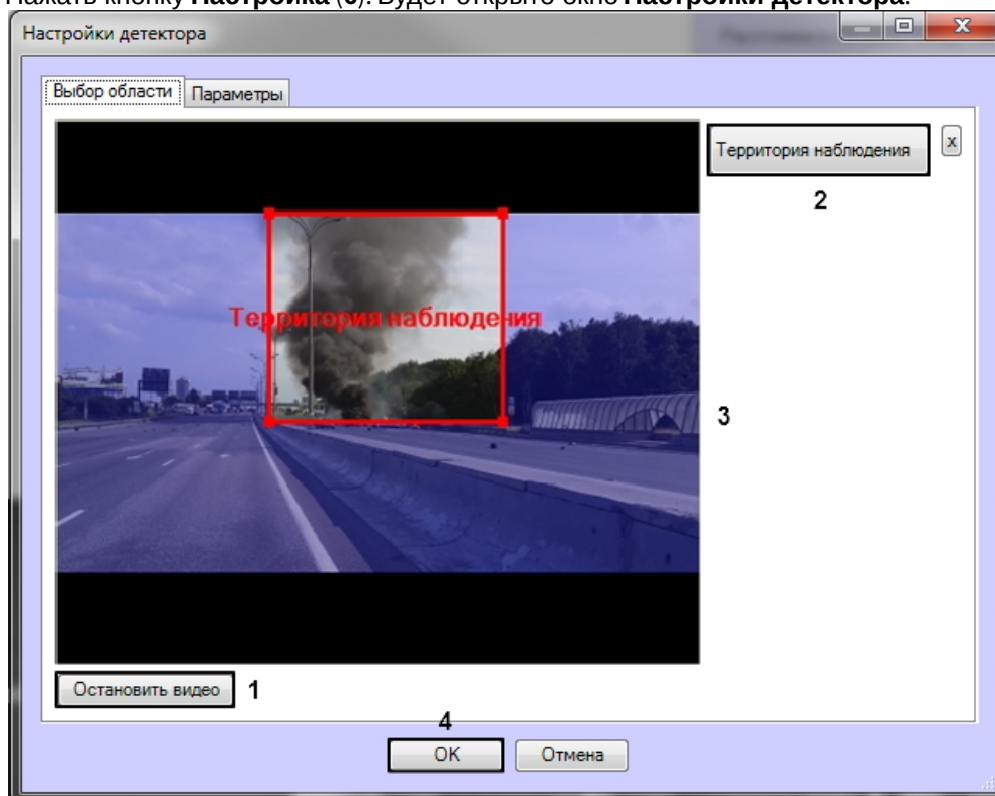 Нажать кнопку Настройка (6). Будет открыто окно Настройки детектора.
Настройки детектора
Выбор области Параметры
Территория наблюдения x
2
Территория наблюдения
3
Остановить видео 1
4
OK Отмена